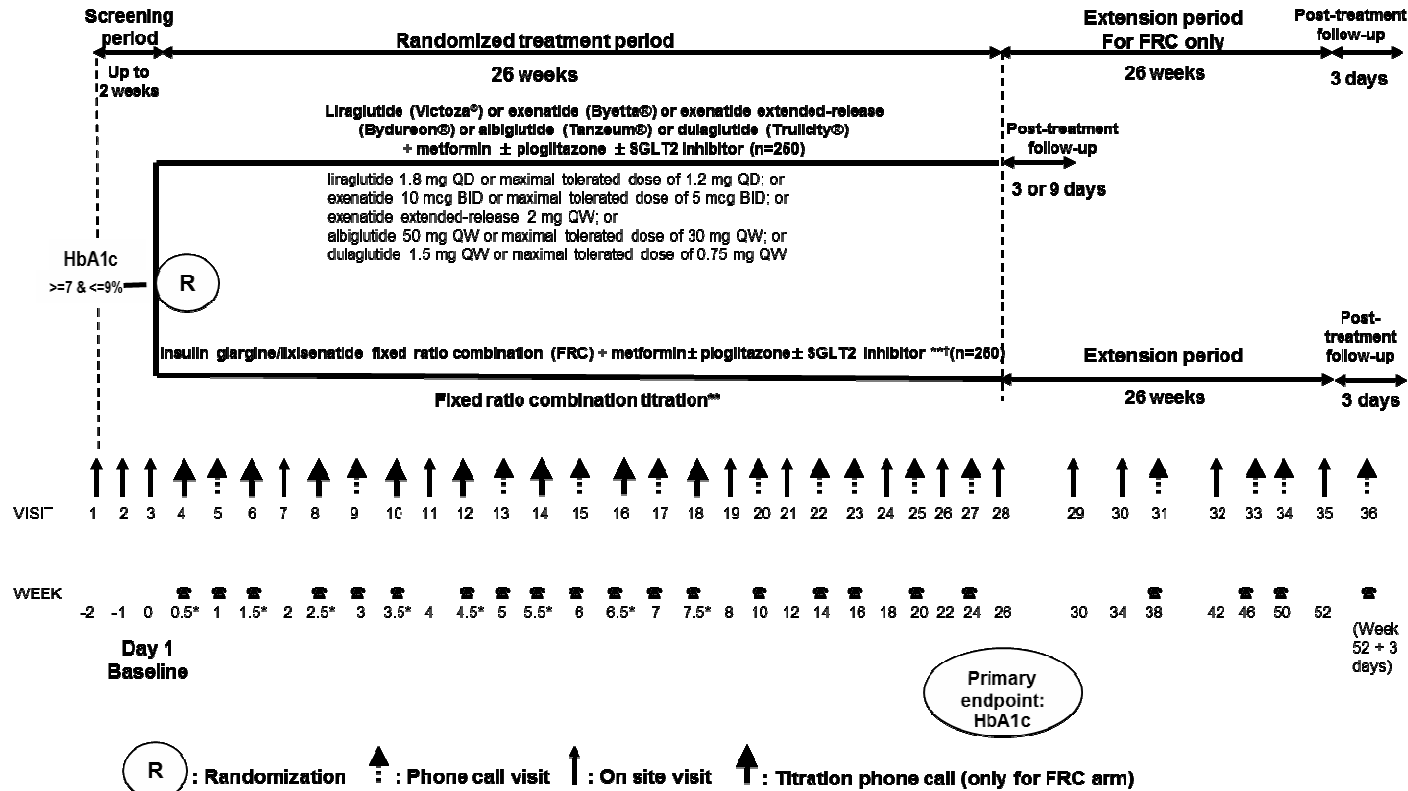 Screening
period
Randomized treatment period
Extension period
For FRC only
Post-treatment
follow-up
Up to
2 weeks
26 weeks
26 weeks
3 days
Liraglutide (Victoza®) or exenatide (Byetta®) or exenatide extended-release
(Bydureon®) or albiglutide (Tanzeum®) or dulaglutide (Trulicity®)
+ metformin ± pioglitazone ± SGLT2 inhibitor (n=250)
Post-treatment
follow-up
3 or 9 days
liraglutide 1.8 mg QD or maximal tolerated dose of 1.2 mg QD; or
exenatide 10 mcg BID or maximal tolerated dose of 5 mcg BID; or
exenatide extended-release 2 mg QW; or
albiglutide 50 mg QW or maximal tolerated dose of 30 mg QW; or
dulaglutide 1.5 mg QW or maximal tolerated dose of 0.75 mg QW
HbA1c
>=7 & <=9%
R
Insulin glargine/lixisenatide fixed ratio combination (FRC) + metformin± pioglitazone± SGLT2 inhibitor **†(n=250)
Fixed ratio combination titration**
Extension period
26 weeks
Post-
treatment
follow-up
3 days
VISIT 1 2 3 4 5 6 7 8 9 10 11 12 13 14 15 16 17 18 19 20 21 22 23 24 25 26 27 28 29 30 31 32 33 34 35 36
WEEK -2 -1 0 0.5* 1 1.5* 2 2.5* 3 3.5* 4 4.5* 5 5.5* 6 6.5* 7 7.5* 8 10 12 14 16 18 20 22 24 26 30 34 38 42 46 50 52
(Week
52 + 3
days)
Day 1
Baseline
Primary
endpoint:
HbA1c
R : Randomization : Phone call visit : On site visit : Titration phone call (only for FRC arm)